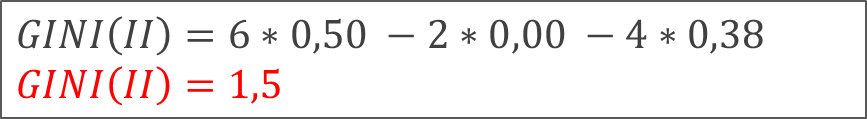 GINI(II) = 6 * 0,50 − 2 * 0,00 − 4 * 0,38
GINI(II) = 1,5